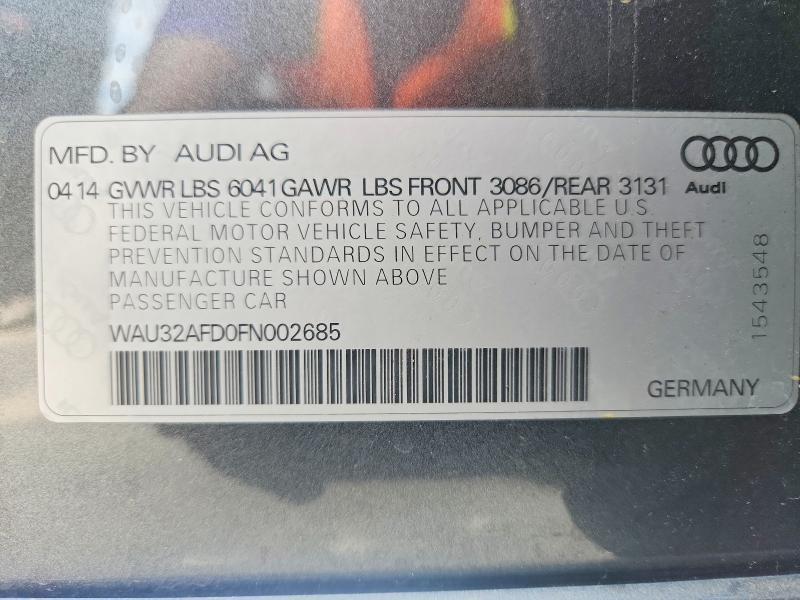 MFD. BY AUDI AG
04 14 GVWR LBS 6041 GAWR LBS FRONT 3086/REAR 3131
Audi
THIS VEHICLE CONFORMS TO ALL APPLICABLE U.S.
FEDERAL MOTOR VEHICLE SAFETY, BUMPER AND THEFT
PREVENTION STANDARDS IN EFFECT ON THE DATE OF
MANUFACTURE SHOWN ABOVE
PASSENGER CAR
WAU32AFD0FN002685
GERMANY
1543548